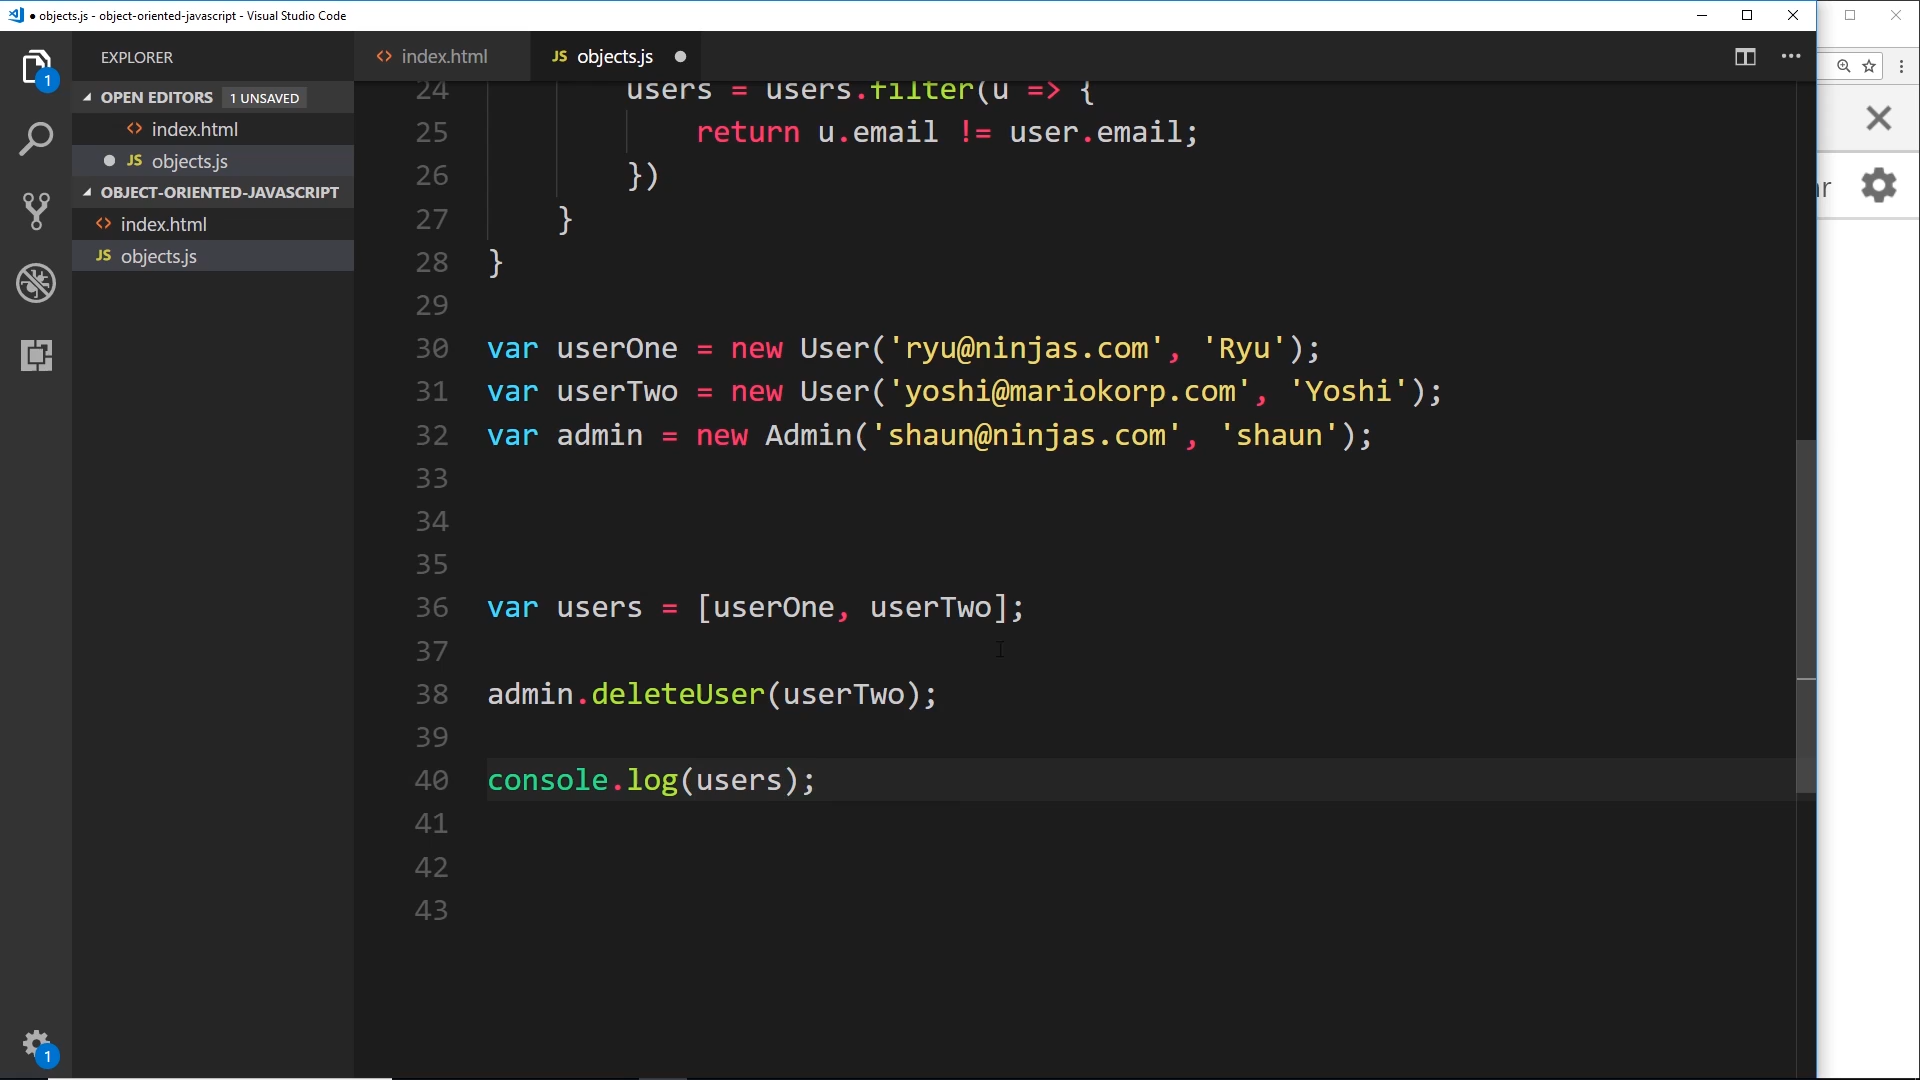 objects.js - object-oriented-javascript - Visual Studio Code
EXPLORER
index.html
JS objects.js
OPEN EDITORS 1 UNSAVED
index.html
JS objects.js
OBJECT-ORIENTED-JAVASCRIPT
index.html
JS objects.js
1
1
24 users = users.filter(u => {
25 return u.email != user.email;
26 })
27 }
28 }
29
30 var userOne = new User('ryu@ninjas.com', 'Ryu');
31 var userTwo = new User('yoshi@mariokorp.com', 'Yoshi');
32 var admin = new Admin('shaun@ninjas.com', 'shaun');
33
34
35
36 var users = [userOne, userTwo];
37
38 admin.deleteUser(userTwo);
39
40 console.log(users);
41
42
43